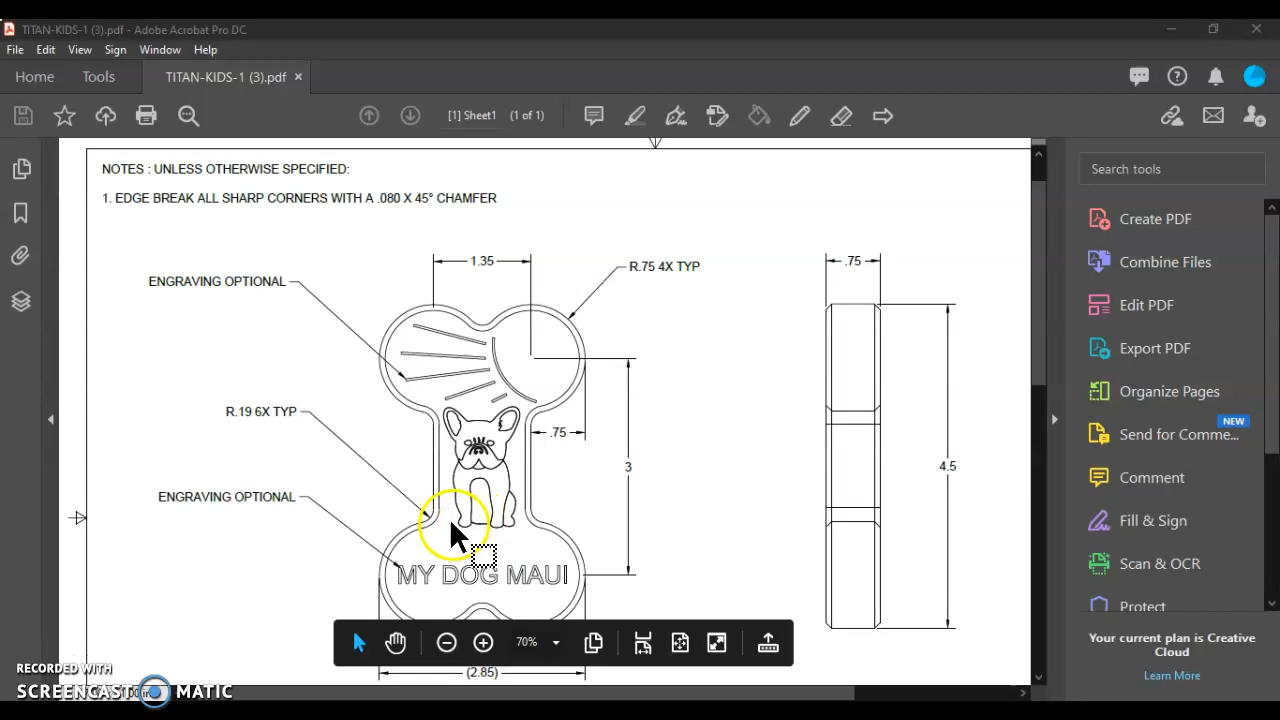 TITAN-KIDS-1 (3).pdf - Adobe Acrobat Pro DC
File Edit View Sign Window Help
Home Tools TITAN-KIDS-1 (3).pdf ×
[1] Sheet1 (1 of 1)
NOTES : UNLESS OTHERWISE SPECIFIED:
1. EDGE BREAK ALL SHARP CORNERS WITH A .080 X 45° CHAMFER
1.35
R.75 4X TYP
.75
ENGRAVING OPTIONAL
R.19 6X TYP
.75
3
4.5
ENGRAVING OPTIONAL
MY DOG MAUI
70%
(2.85)
Search tools
Create PDF
Combine Files
Edit PDF
Export PDF
Organize Pages
NEW
Send for Comme...
Comment
Fill & Sign
Scan & OCR
Protect
Your current plan is Creative
Cloud
Learn More
RECORDED WITH
SCREENCAST MATIC